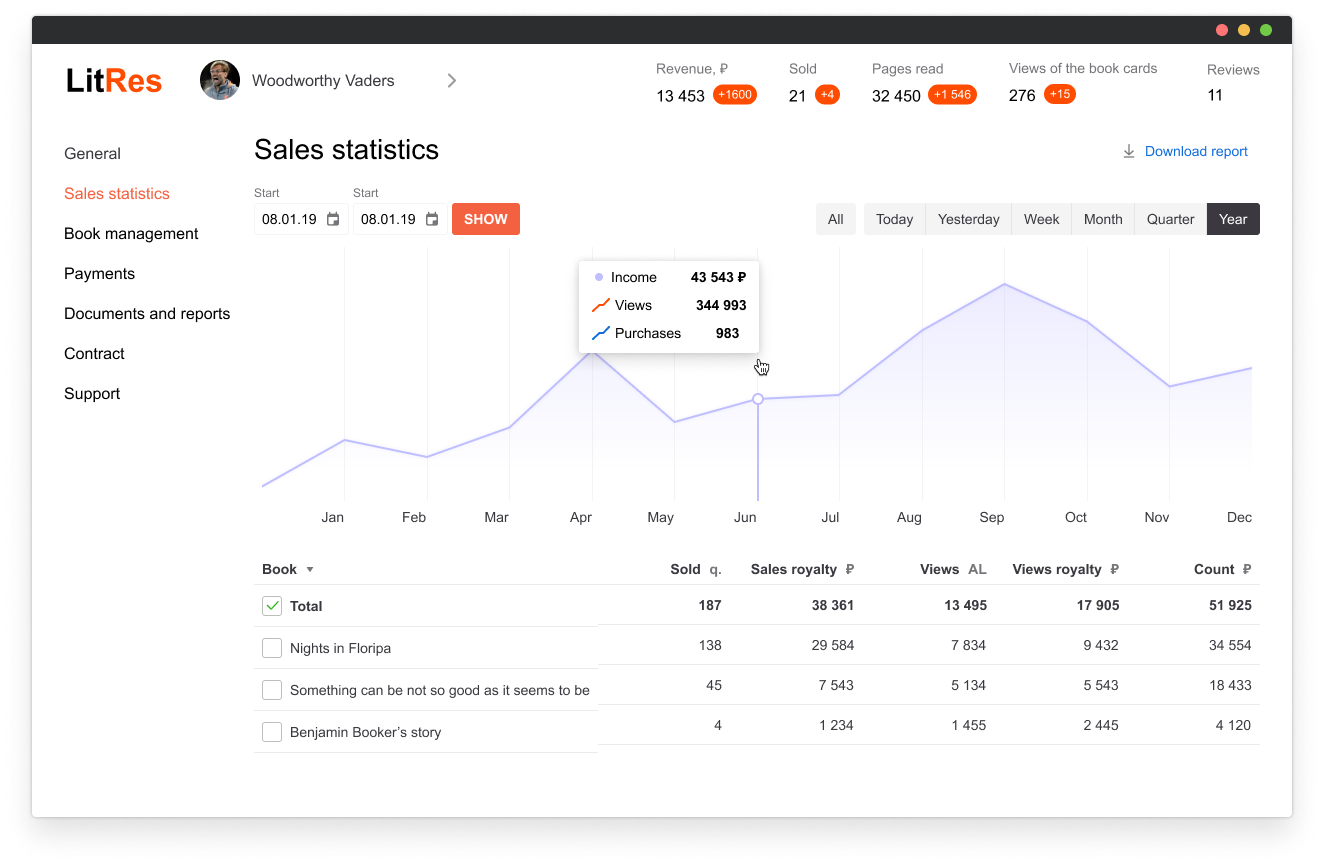 LitRes
Woodworthy Vaders
Revenue, ₽ Sold Pages read Views of the book cards Reviews
13 453 +1600 21 +4 32 450 +1 546 276 +15 11
General
Sales statistics
Book management
Payments
Documents and reports
Contract
Support
Sales statistics
Download report
Start Start
08.01.19 08.01.19 SHOW
All Today Yesterday Week Month Quarter Year
Income 43 543 ₽
Views 344 993
Purchases 983
Jan Feb Mar Apr May Jun Jul Aug Sep Oct Nov Dec
Book Sold q. Sales royalty ₽ Views AL Views royalty ₽ Count ₽
Total 187 38 361 13 495 17 905 51 925
Nights in Floripa 138 29 584 7 834 9 432 34 554
Something can be not so good as it seems to be 45 7 543 5 134 5 543 18 433
Benjamin Booker’s story 4 1 234 1 455 2 445 4 120